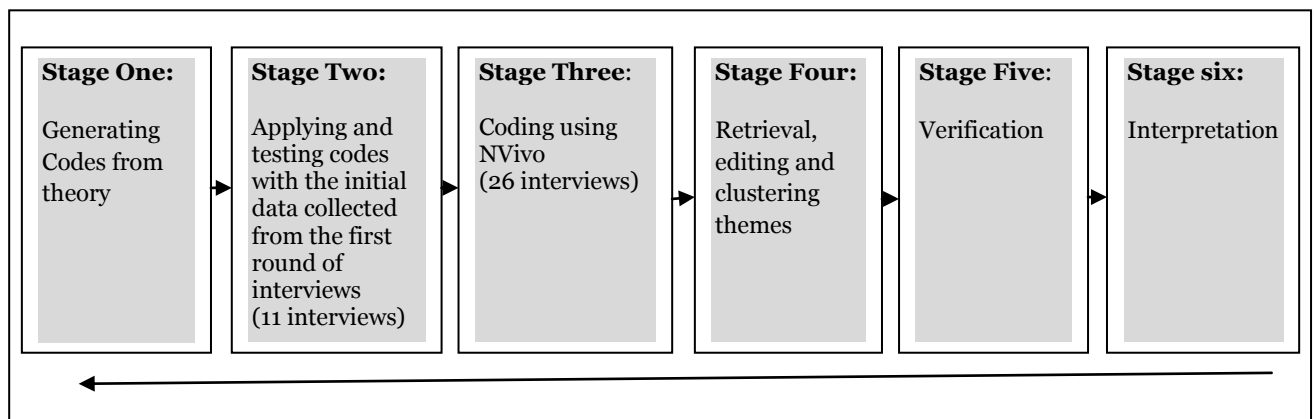 Stage One:
Generating
Codes from
theory
Stage Two:
Applying and
testing codes
with the initial
data collected
from the first
round of
interviews
(11 interviews)
Stage Three:
Coding using
NVivo
(26 interviews)
Stage Four:
Retrieval,
editing and
clustering
themes
Stage Five:
Verification
Stage six:
Interpretation